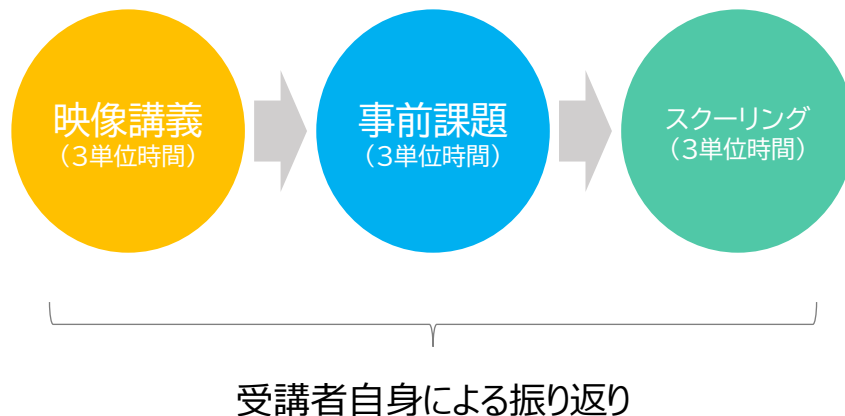 映像講義
（3単位時間）
事前課題
（3単位時間）
スクーリング
（3単位時間）
受講者自身による振り返り